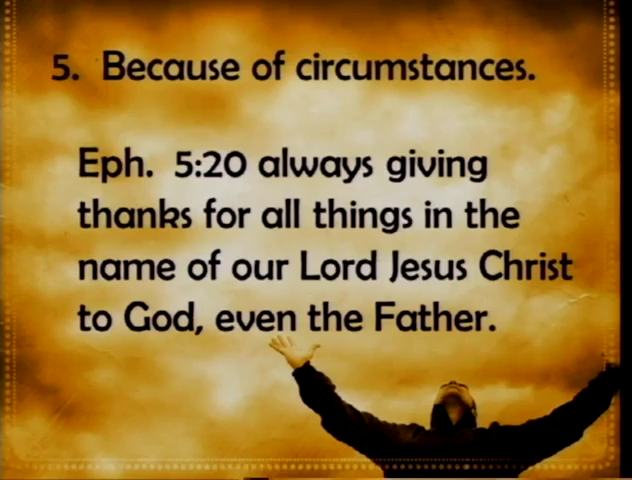 5. Because of circumstances.
Eph. 5:20 always giving
thanks for all things in the
name of our Lord Jesus Christ
to God, even the Father.